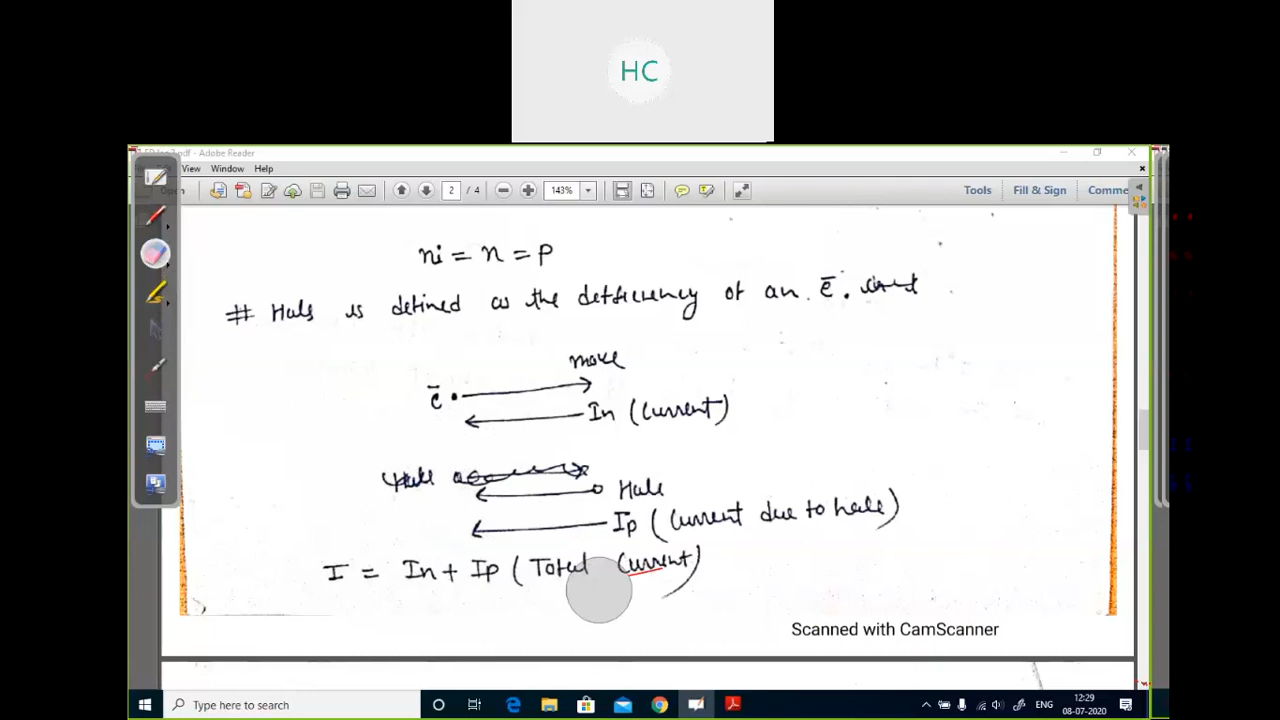 HC
Adobe Reader
View Window Help
Open 2 / 4 143% Tools Fill & Sign Comme
ni = n = p
# Hole is defined as the defficiency of an ē.
move
ē
In (current)
Hole
Ip (current due to hole)
I = In + Ip (Total current)
Scanned with CamScanner
Type here to search
ENG
12:29
08-07-2020